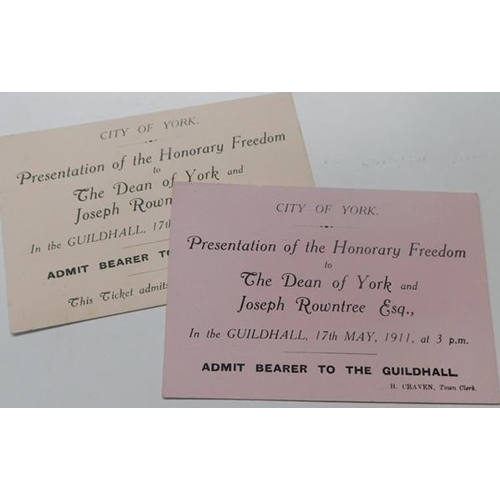 CITY OF YORK.
Presentation of the Honorary Freedom
to
The Dean of York and
Joseph Rown
In the GUILDHALL, 17th
ADMIT BEARER TO
This Ticket admits
CITY OF YORK.
Presentation of the Honorary Freedom
to
The Dean of York and
Joseph Rowntree Esq.,
In the GUILDHALL, 17th MAY, 1911, at 3 p.m.
ADMIT BEARER TO THE GUILDHALL
H. CRAVEN, Town Clerk.